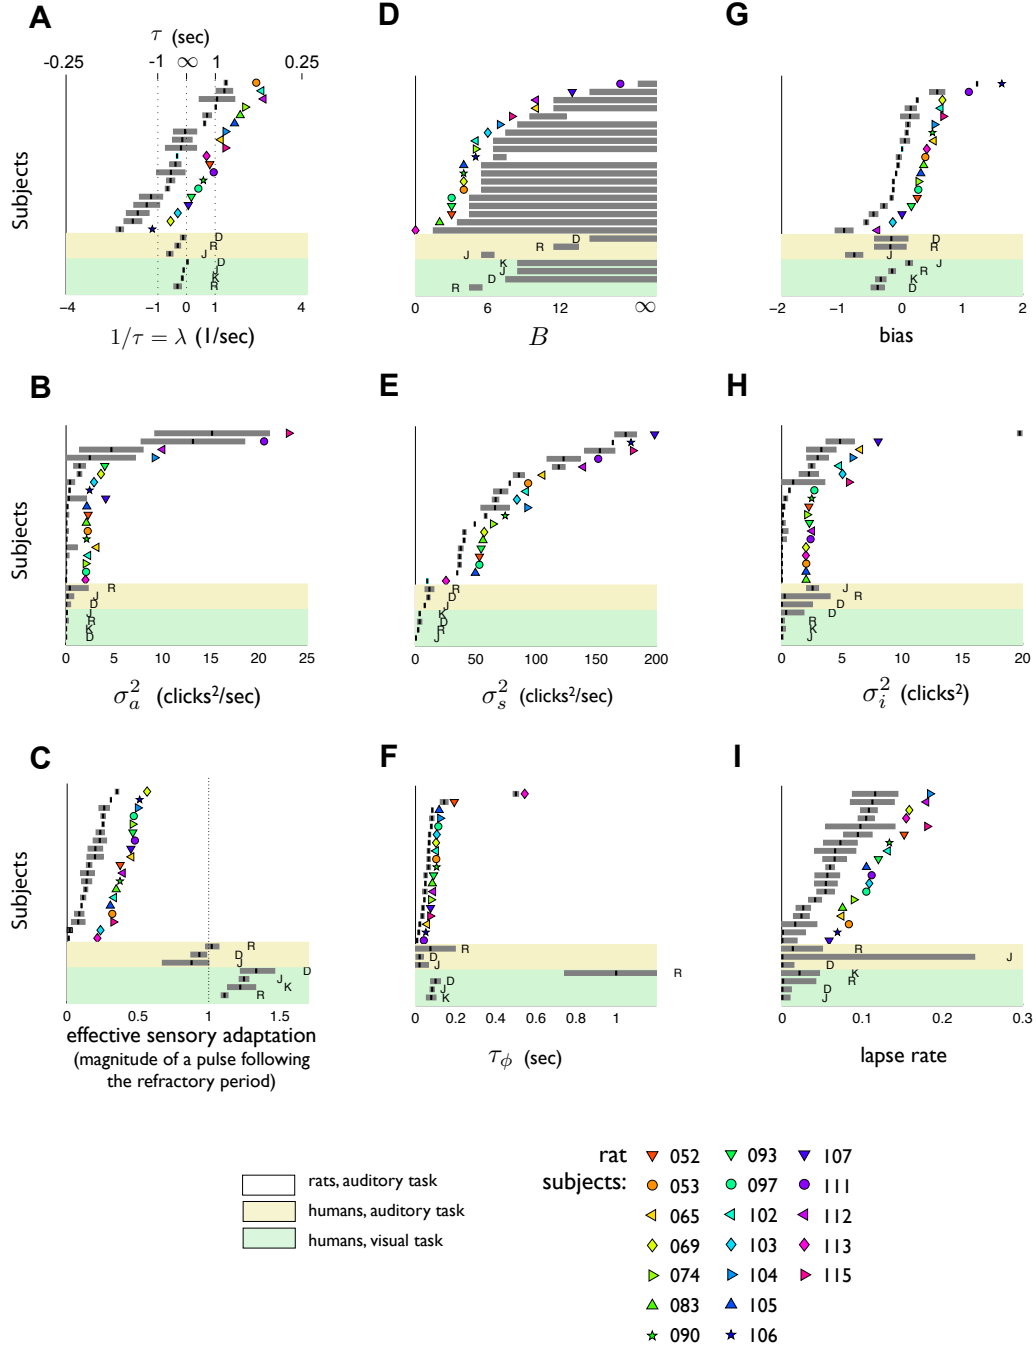 A
τ (sec)
-0.25 -1 ∞ 1 0.25
Subjects
D
R
J
D
J
K
R
−4 −1 0 1 4
1/τ = λ (1/sec)
D
D
R
J
K
J
D
R
0 6 12 ∞
B
G
D
R
J
J
R
K
D
−2 −1 0 1 2
bias
B
Subjects
R
J
D
J
R
K
D
0 5 10 15 20 25
σ²a (clicks²/sec)
E
R
D
J
K
D
R
J
0 50 100 150 200
σ²s (clicks²/sec)
H
J
R
D
D
R
K
J
0 5 10 15 20
σ²i (clicks²)
C
Subjects
R
D
J
D
J
K
R
0 0.5 1 1.5
effective sensory adaptation
(magnitude of a pulse following
the refractory period)
F
R
D
J
R
D
J
K
0 0.2 0.4 0.6 0.8 1
τϕ (sec)
I
R
J
D
K
R
D
J
0 0.1 0.2 0.3
lapse rate
rats, auditory task
humans, auditory task
humans, visual task
rat subjects:
052 093 107
053 097 111
065 102 112
069 103 113
074 104 115
083 105
090 106